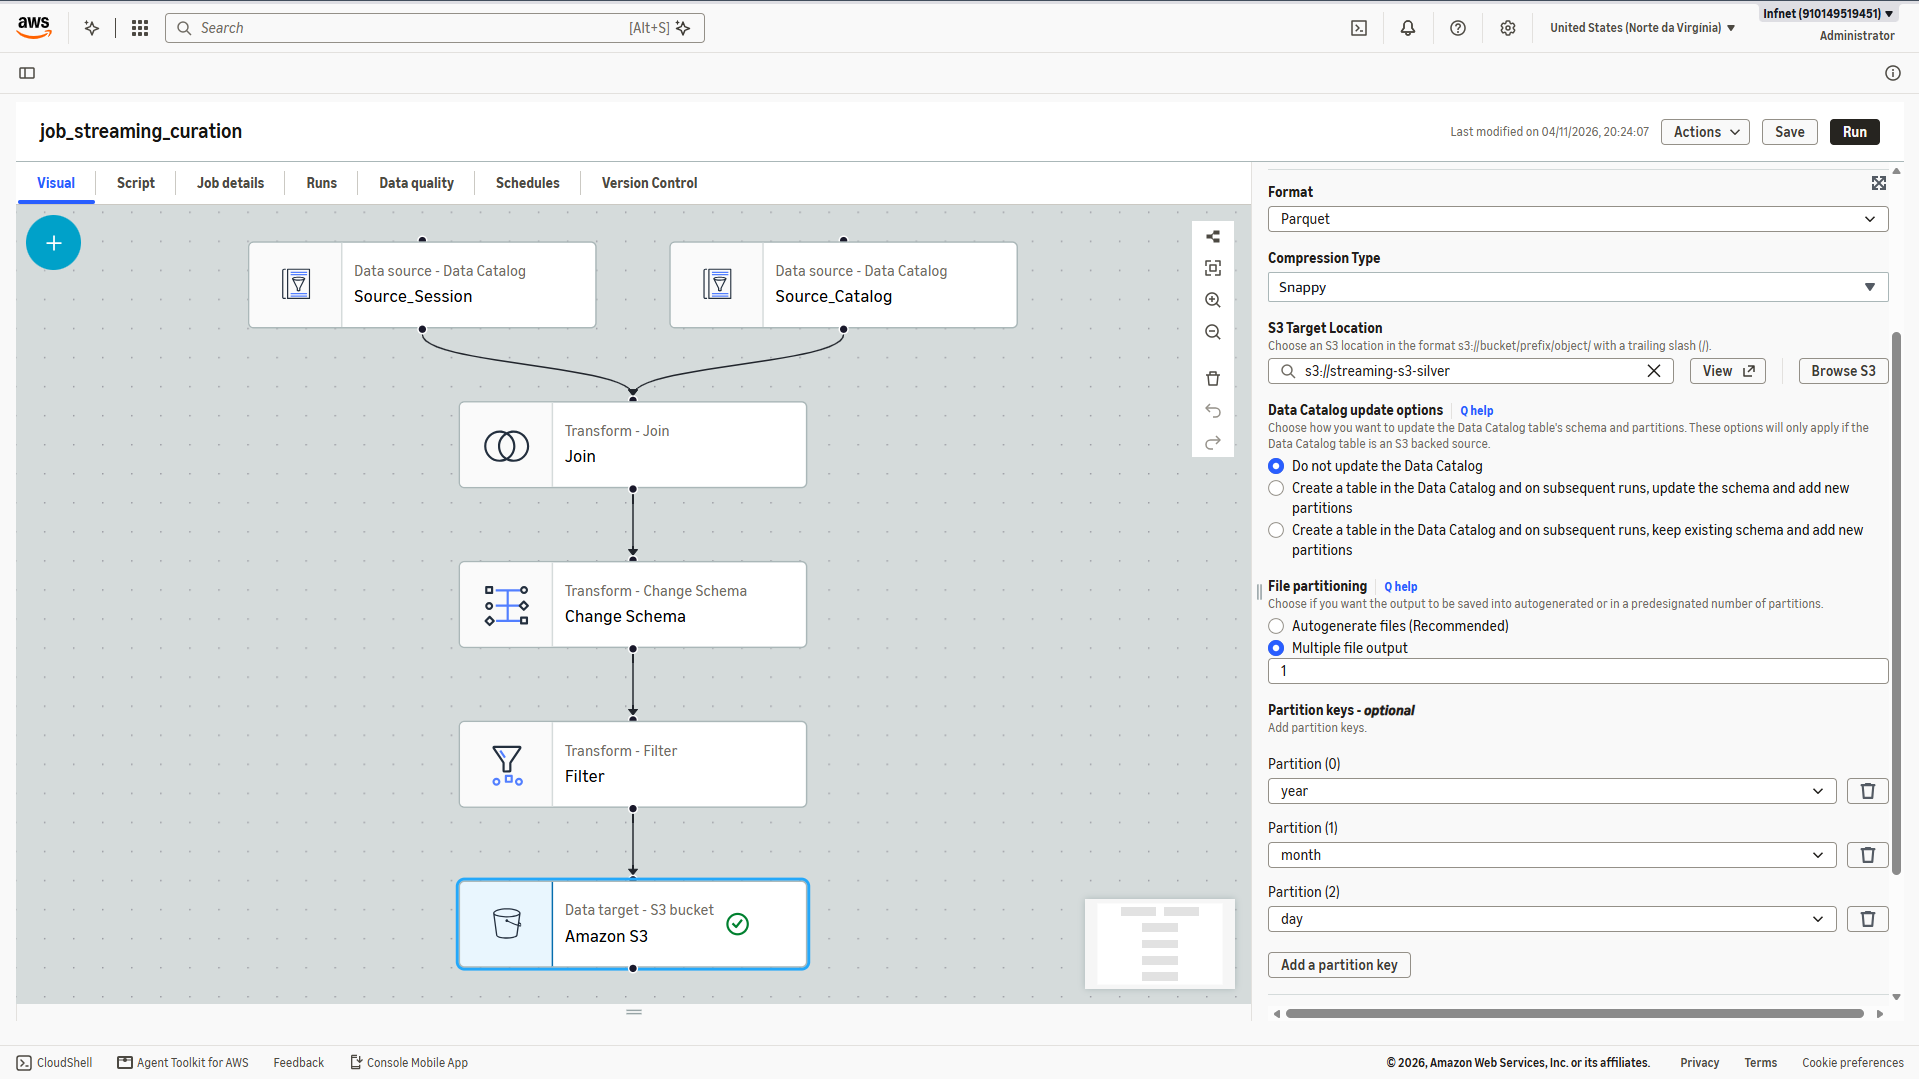 aws
Search
[Alt+S]
United States (Norte da Virgínia)
Infnet (910149519451)
Administrator
job_streaming_curation
Last modified on 04/11/2026, 20:24:07
Actions
Save
Run
Visual
Script
Job details
Runs
Data quality
Schedules
Version Control
Data source - Data Catalog
Source_Session
Data source - Data Catalog
Source_Catalog
Transform - Join
Join
Transform - Change Schema
Change Schema
Transform - Filter
Filter
Data target - S3 bucket
Amazon S3
Format
Parquet
Compression Type
Snappy
S3 Target Location
Choose an S3 location in the format s3://bucket/prefix/object/ with a trailing slash (/).
s3://streaming-s3-silver
View
Browse S3
Data Catalog update options
Q help
Choose how you want to update the Data Catalog table's schema and partitions. These options will only apply if the
Data Catalog table is an S3 backed source.
Do not update the Data Catalog
Create a table in the Data Catalog and on subsequent runs, update the schema and add new
partitions
Create a table in the Data Catalog and on subsequent runs, keep existing schema and add new
partitions
File partitioning
Q help
Choose if you want the output to be saved into autogenerated or in a predesignated number of partitions.
Autogenerate files (Recommended)
Multiple file output
1
Partition keys - optional
Add partition keys.
Partition (0)
year
Partition (1)
month
Partition (2)
day
Add a partition key
CloudShell
Agent Toolkit for AWS
Feedback
Console Mobile App
© 2026, Amazon Web Services, Inc. or its affiliates.
Privacy
Terms
Cookie preferences